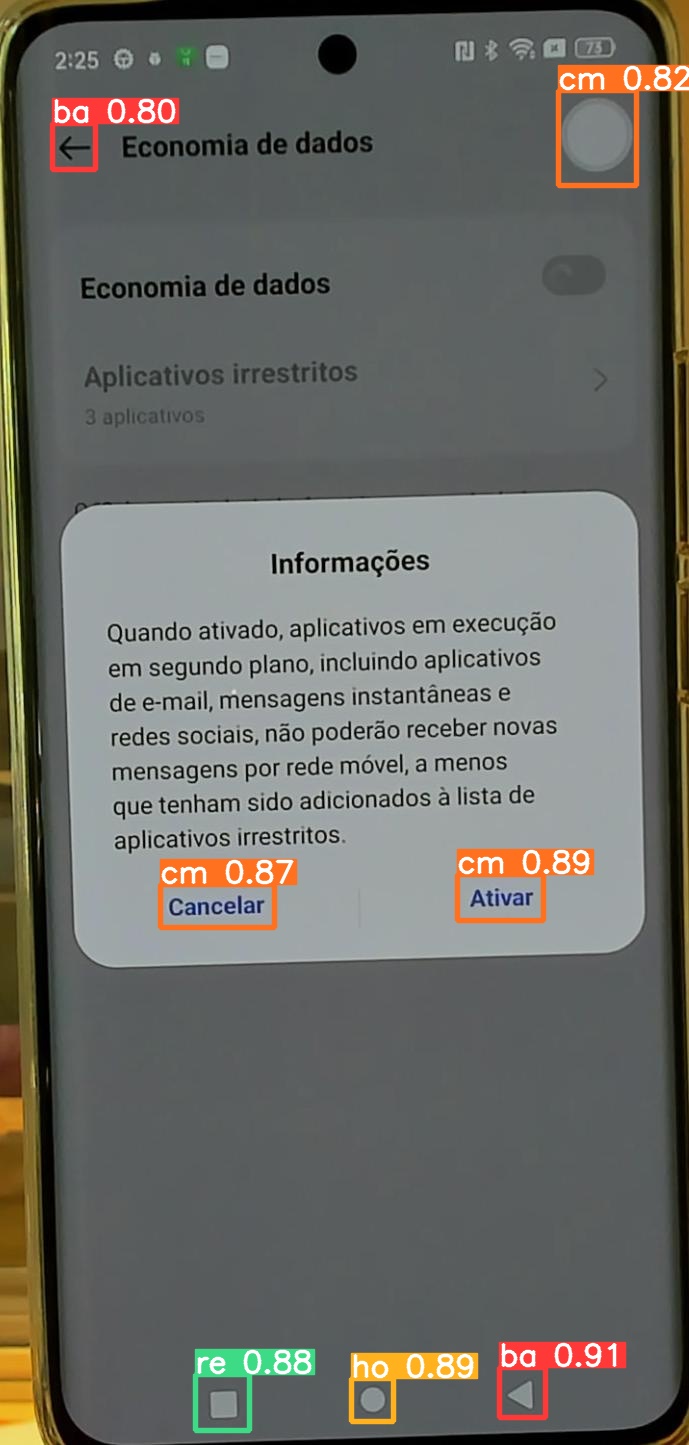 2:25
73
cm 0.82
ba 0.80
Economia de dados
Economia de dados
Aplicativos irrestritos
3 aplicativos
Informações
Quando ativado, aplicativos em execução
em segundo plano, incluindo aplicativos
de e-mail, mensagens instantâneas e
redes sociais, não poderão receber novas
mensagens por rede móvel, a menos
que tenham sido adicionados à lista de
aplicativos irrestritos.
cm 0.87
cm 0.89
Cancelar
Ativar
re 0.88
ho 0.89
ba 0.91